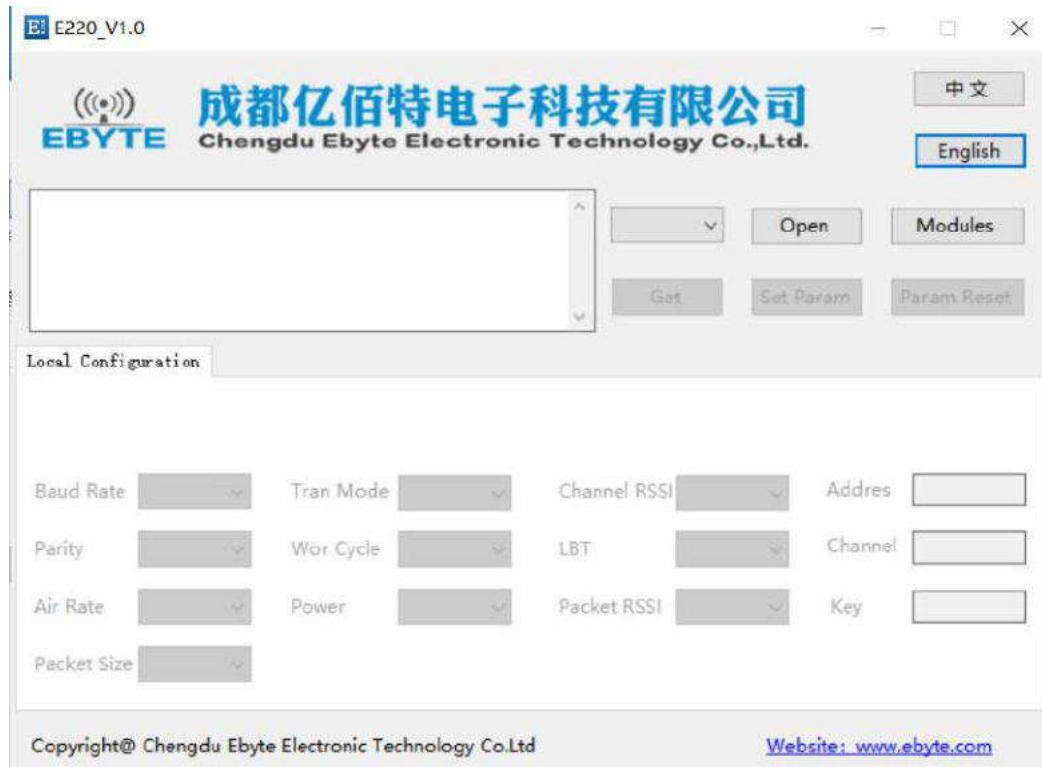 E220_V1.0
EBYTE
成都亿佰特电子科技有限公司
Chengdu Ebyte Electronic Technology Co.,Ltd.
中文
English
Open
Modules
Get
Set Param
Param Reset
Local Configuration
Baud Rate
Tran Mode
Channel RSSI
Addres
Parity
Wor Cycle
LBT
Channel
Air Rate
Power
Packet RSSI
Key
Packet Size
Copyright@ Chengdu Ebyte Electronic Technology Co.Ltd
Website: www.ebyte.com